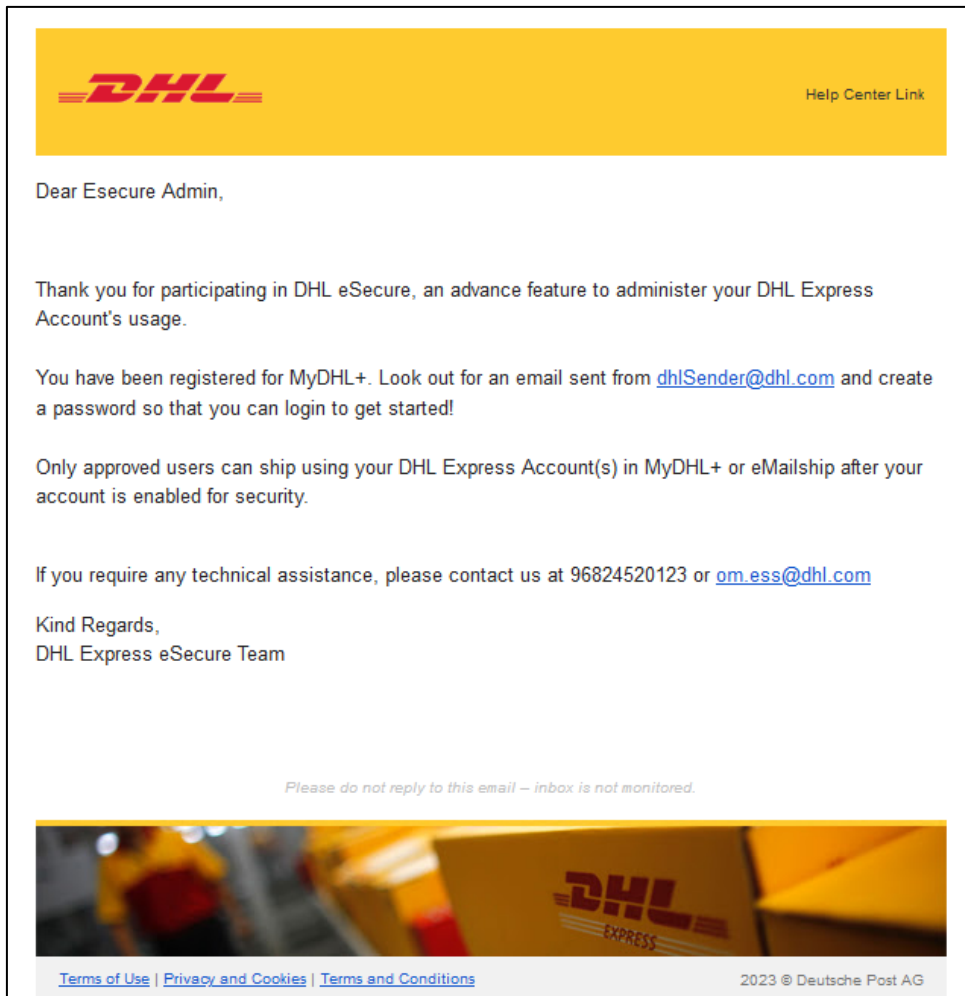 DHL
Help Center Link
Dear Esecure Admin,
Thank you for participating in DHL eSecure, an advance feature to administer your DHL Express
Account's usage.
You have been registered for MyDHL+. Look out for an email sent from dhlSender@dhl.com and create
a password so that you can login to get started!
Only approved users can ship using your DHL Express Account(s) in MyDHL+ or eMailship after your
account is enabled for security.
If you require any technical assistance, please contact us at 96824520123 or om.ess@dhl.com
Kind Regards,
DHL Express eSecure Team
Please do not reply to this email – inbox is not monitored.
DHL
EXPRESS
Terms of Use | Privacy and Cookies | Terms and Conditions
2023 © Deutsche Post AG